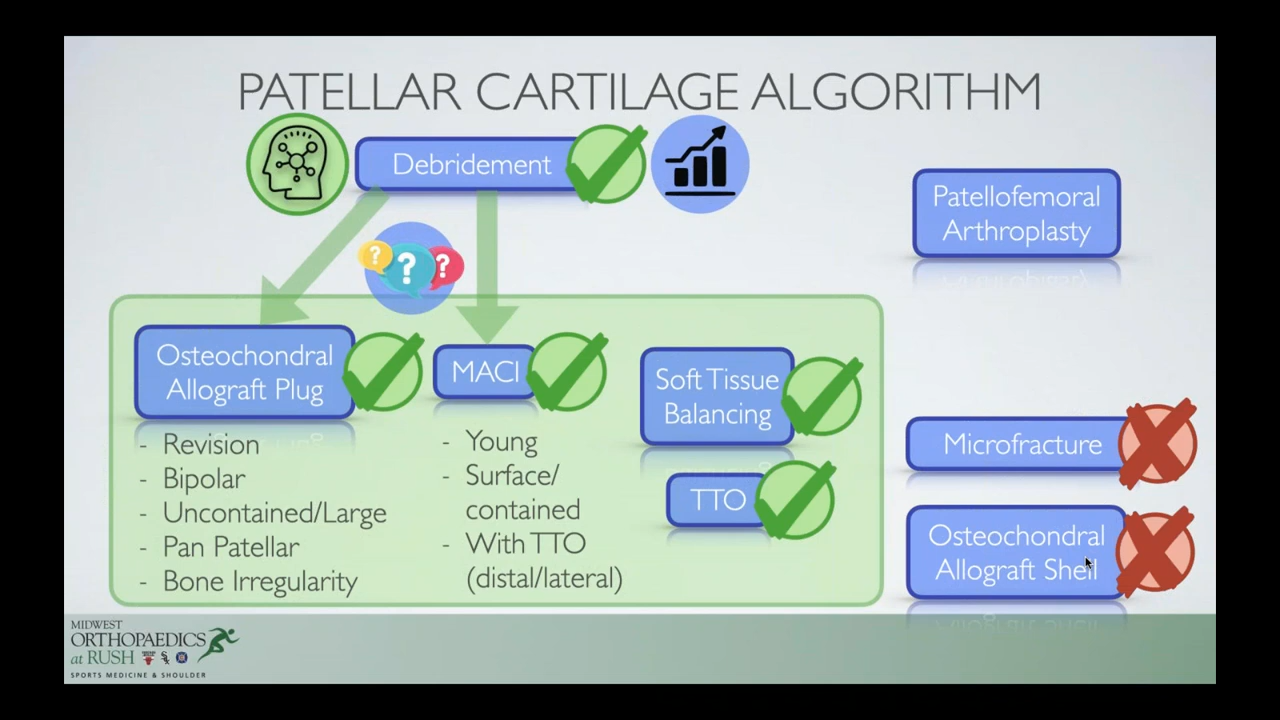 PATELLAR CARTILAGE ALGORITHM
Debridement
Patellofemoral
Arthroplasty
? ? ?
Osteochondral
Allograft Plug
- Revision
- Bipolar
- Uncontained/Large
- Pan Patellar
- Bone Irregularity
MACI
- Young
- Surface/
contained
- With TTO
(distal/lateral)
Soft Tissue
Balancing
TTO
Microfracture
Osteochondral
Allograft Shell
MIDWEST
ORTHOPAEDICS
at RUSH
SPORTS MEDICINE & SHOULDER